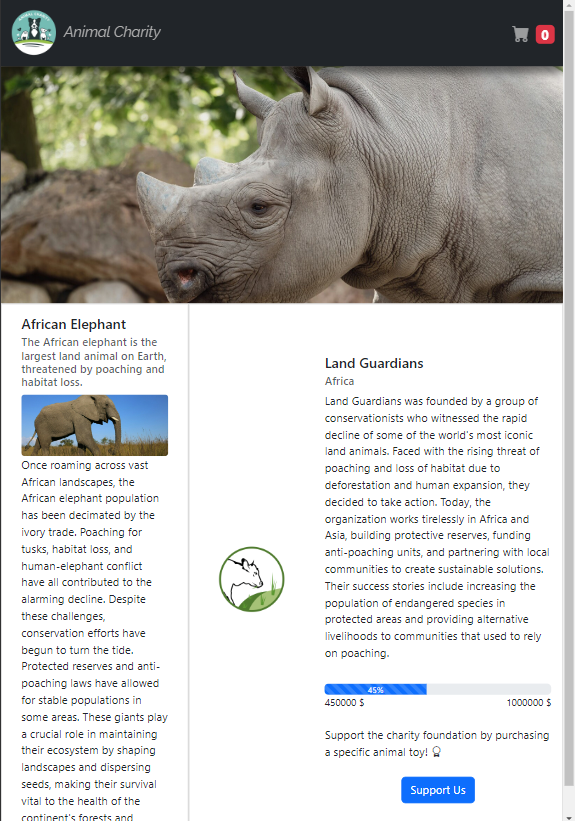 ANIMAL CHARITY
Animal Charity
0
African Elephant
The African elephant is the
largest land animal on Earth,
threatened by poaching and
habitat loss.
Once roaming across vast
African landscapes, the
African elephant population
has been decimated by the
ivory trade. Poaching for
tusks, habitat loss, and
human-elephant conflict
have all contributed to the
alarming decline. Despite
these challenges,
conservation efforts have
begun to turn the tide.
Protected reserves and anti-
poaching laws have allowed
for stable populations in
some areas. These giants play
a crucial role in maintaining
their ecosystem by shaping
landscapes and dispersing
seeds, making their survival
vital to the health of the
continent's forests and
Land Guardians
Africa
Land Guardians was founded by a group of
conservationists who witnessed the rapid
decline of some of the world's most iconic
land animals. Faced with the rising threat of
poaching and loss of habitat due to
deforestation and human expansion, they
decided to take action. Today, the
organization works tirelessly in Africa and
Asia, building protective reserves, funding
anti-poaching units, and partnering with local
communities to create sustainable solutions.
Their success stories include increasing the
population of endangered species in
protected areas and providing alternative
livelihoods to communities that used to rely
on poaching.
45%
450000 $ 1000000 $
Support the charity foundation by purchasing
a specific animal toy!
Support Us